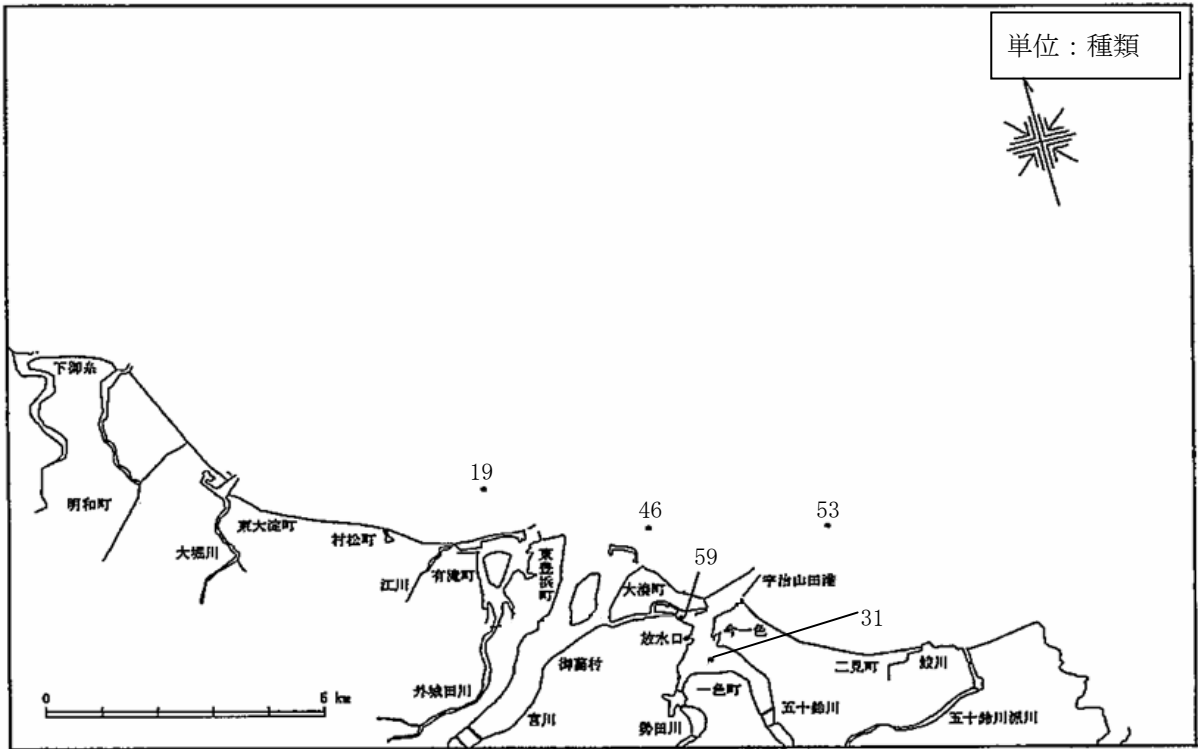 単位：種類
下御糸
19
明和町
46
53
東大淀町
村松町
59
大堀川
東豊浜町
江川
有滝町
大湊町
宇治山田港
31
放水口
今一色
御薗村
二見町
鮫川
外城田川
一色町
0
6 km
宮川
勢田川
五十鈴川
五十鈴川派川